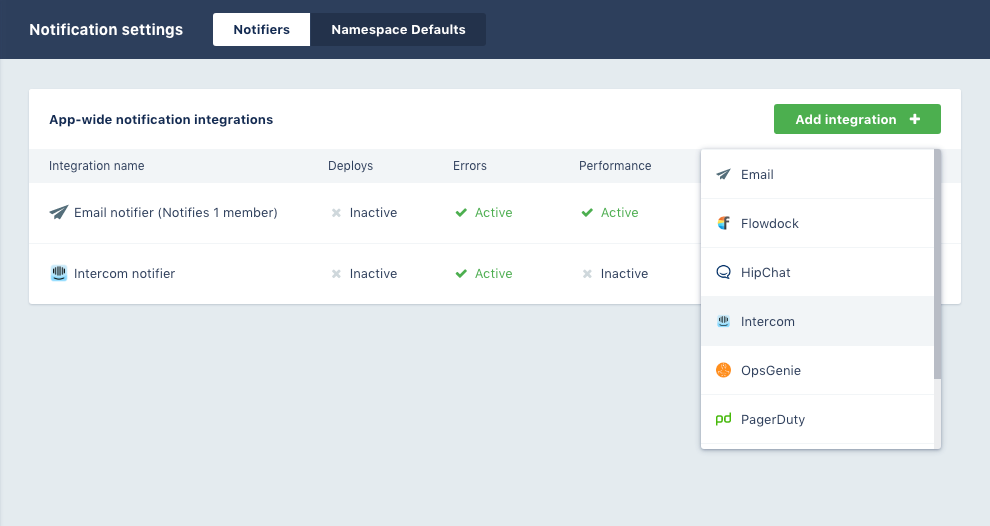 Notification settings
Notifiers
Namespace Defaults
App-wide notification integrations
Add integration +
Integration name Deploys Errors Performance
Email notifier (Notifies 1 member) Inactive Active Active
Intercom notifier Inactive Active Inactive
Email
Flowdock
HipChat
Intercom
OpsGenie
pd PagerDuty